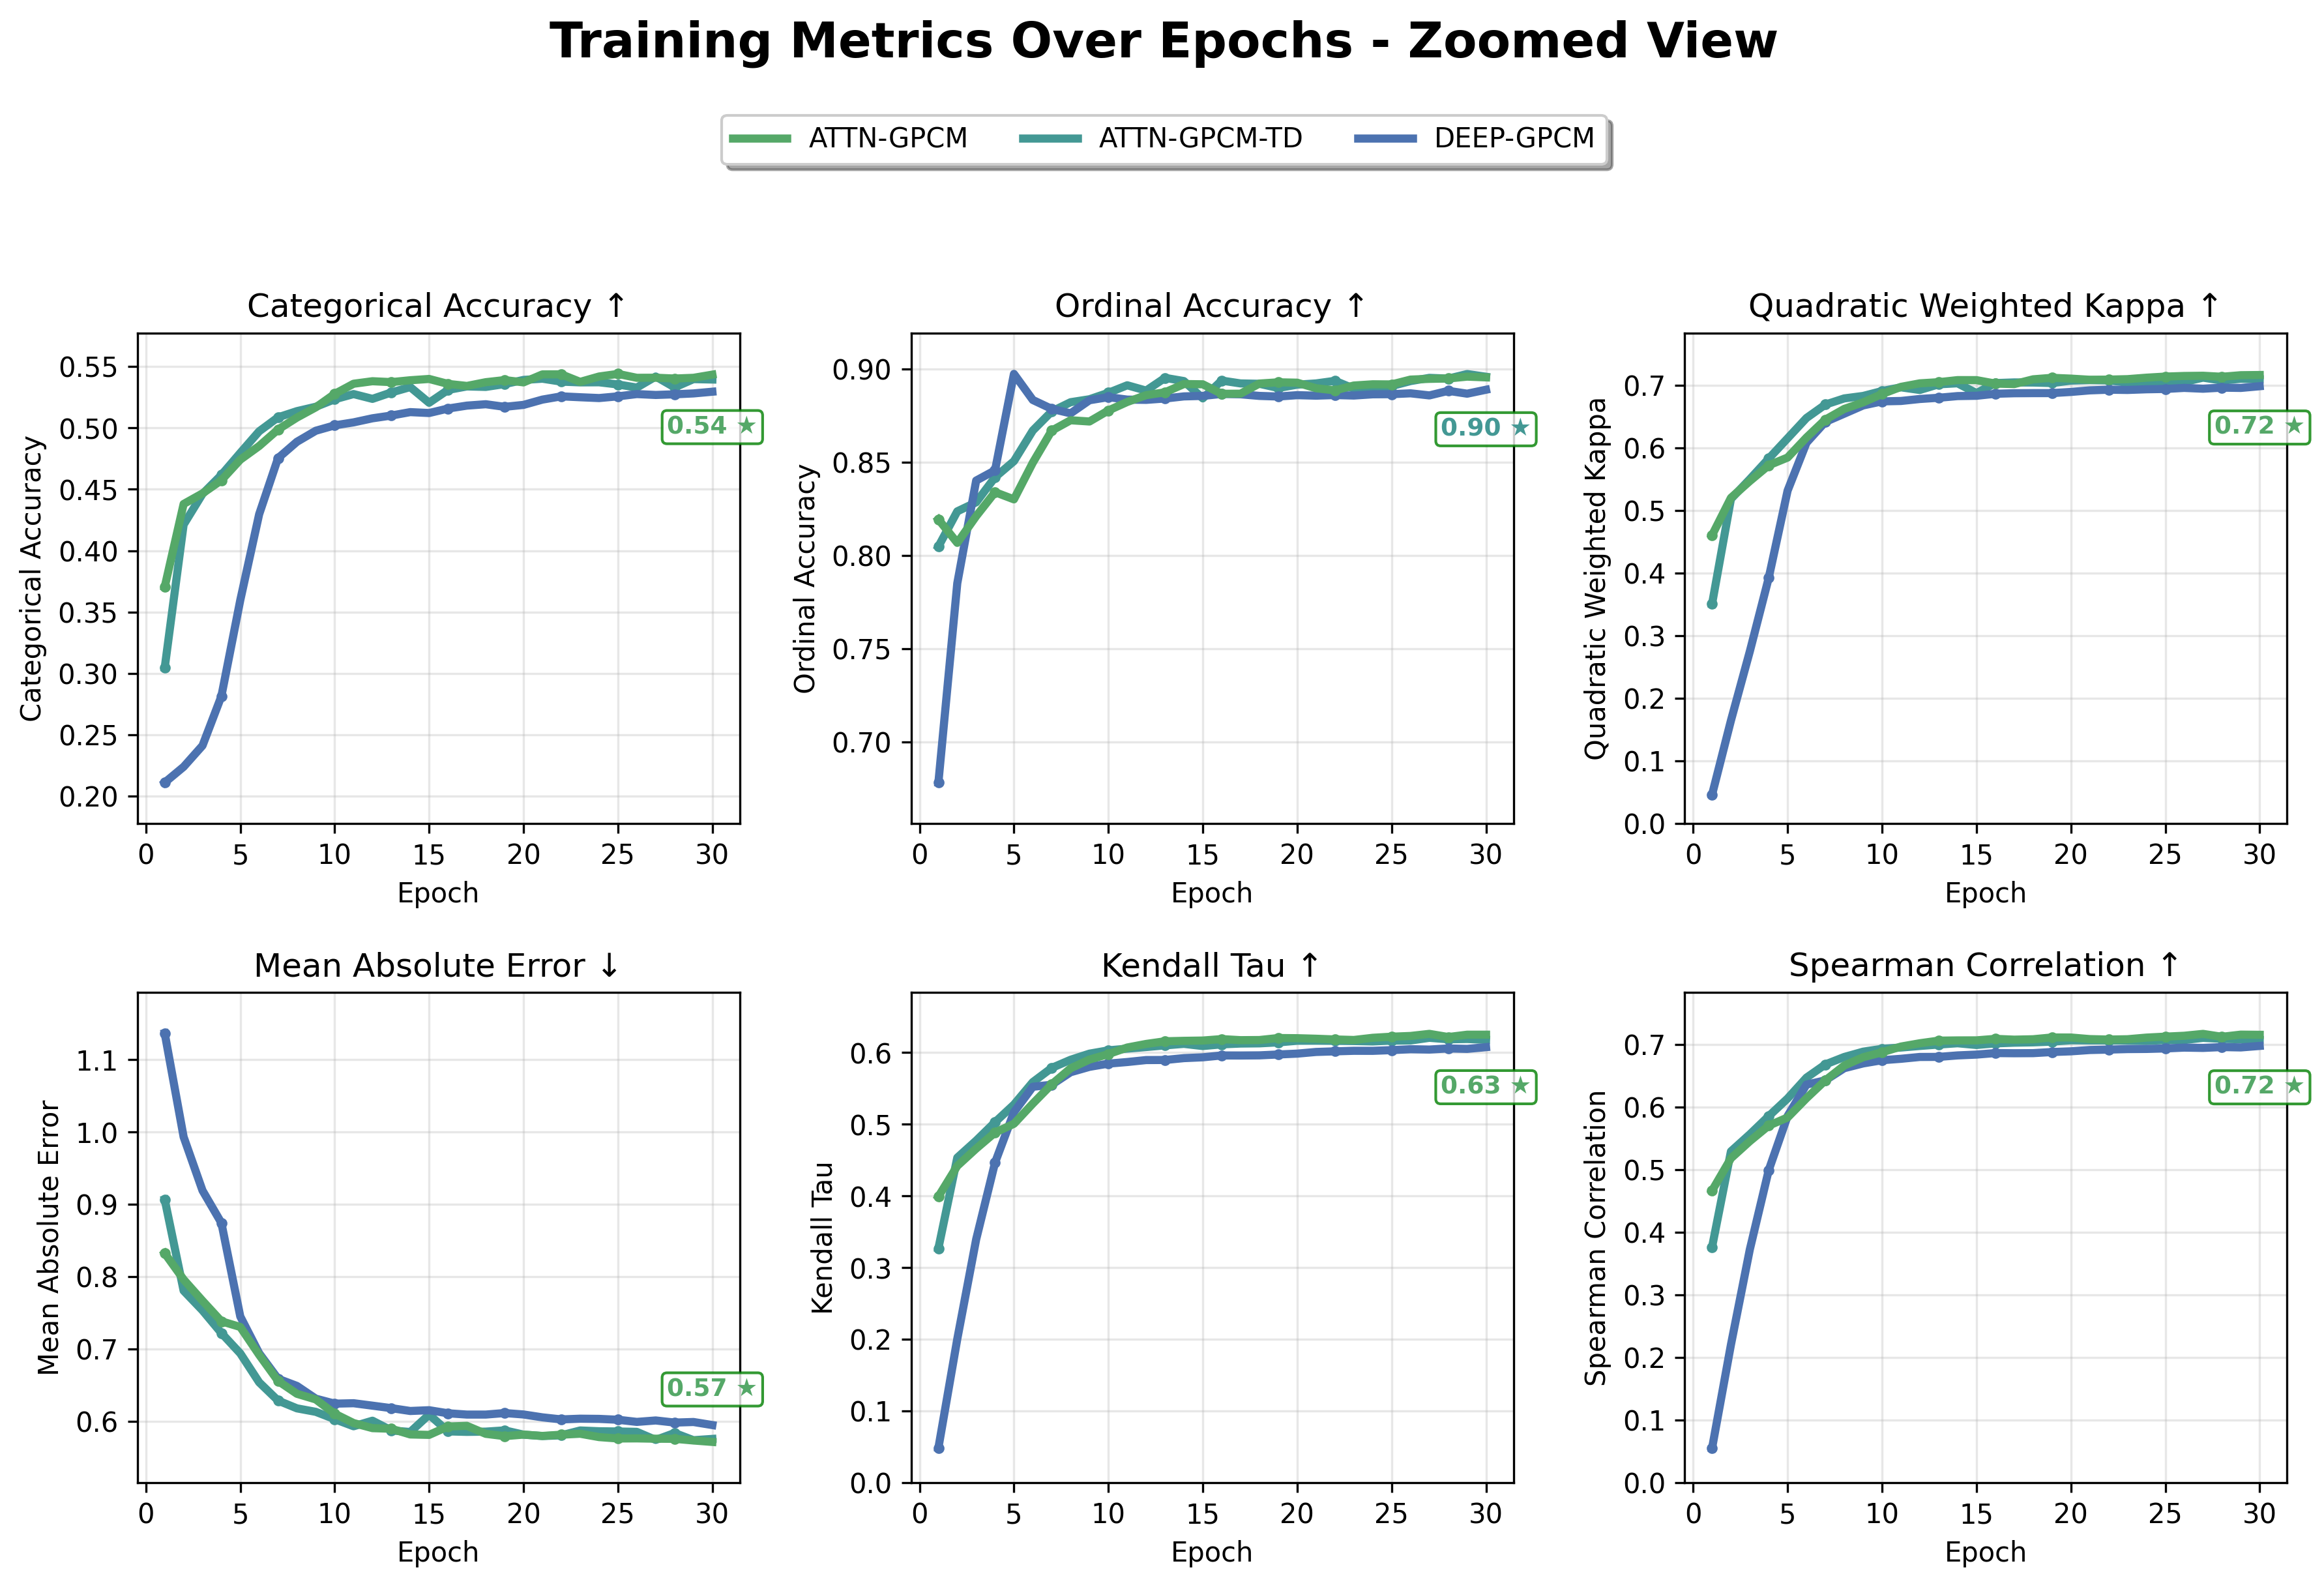 Training Metrics Over Epochs - Zoomed View
ATTN-GPCM ATTN-GPCM-TD DEEP-GPCM
Categorical Accuracy ↑
Categorical Accuracy
0.55
0.50
0.45
0.40
0.35
0.30
0.25
0.20
0.54 ★
0 5 10 15 20 25 30
Epoch
Ordinal Accuracy ↑
Ordinal Accuracy
0.90
0.85
0.80
0.75
0.70
0.90 ★
0 5 10 15 20 25 30
Epoch
Quadratic Weighted Kappa ↑
Quadratic Weighted Kappa
0.7
0.6
0.5
0.4
0.3
0.2
0.1
0.0
0.72 ★
0 5 10 15 20 25 30
Epoch
Mean Absolute Error ↓
Mean Absolute Error
1.1
1.0
0.9
0.8
0.7
0.6
0.57 ★
0 5 10 15 20 25 30
Epoch
Kendall Tau ↑
Kendall Tau
0.6
0.5
0.4
0.3
0.2
0.1
0.0
0.63 ★
0 5 10 15 20 25 30
Epoch
Spearman Correlation ↑
Spearman Correlation
0.7
0.6
0.5
0.4
0.3
0.2
0.1
0.0
0.72 ★
0 5 10 15 20 25 30
Epoch